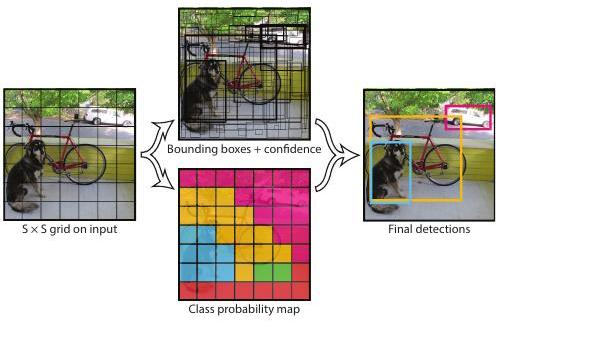 Bounding boxes + confidence
S × S grid on input
Final detections
Class probability map